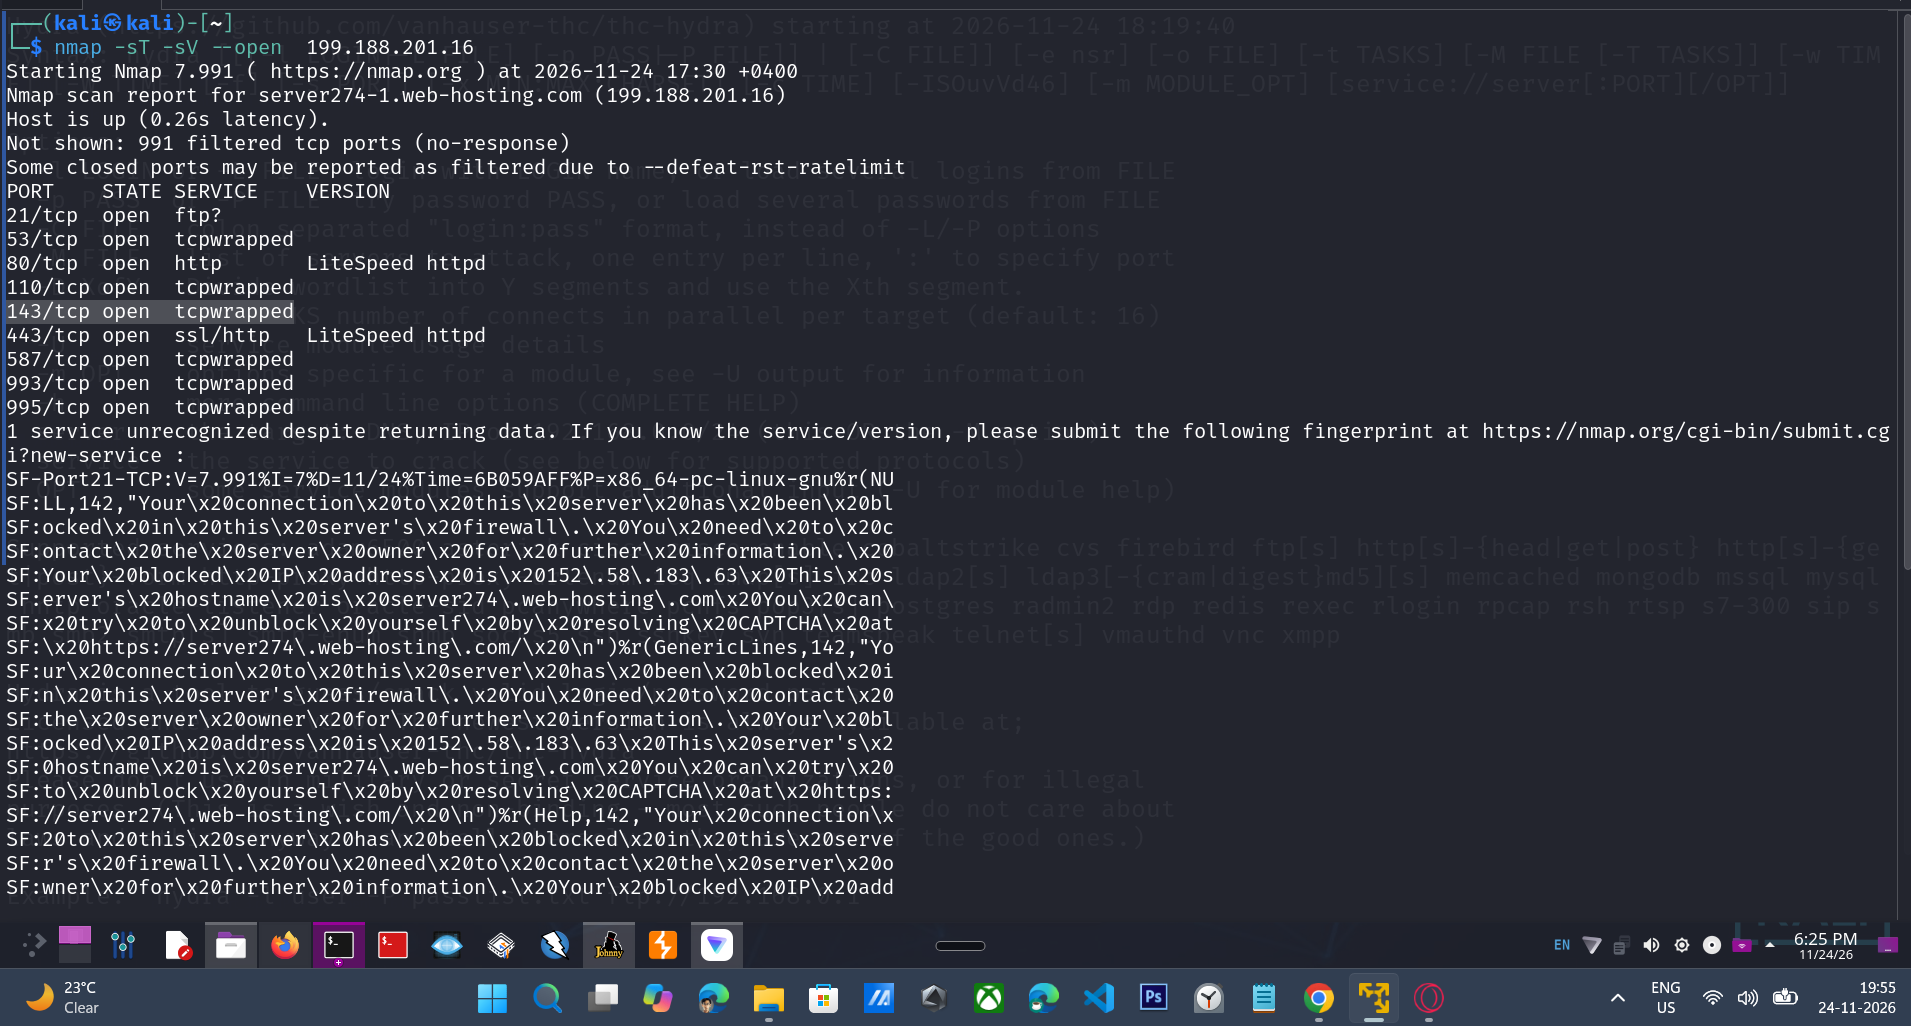 ┌──(kali㉿kali)-[~]
└─$ nmap -sT -sV --open  199.188.201.16
Starting Nmap 7.991 ( https://nmap.org ) at 2026-11-24 17:30 +0400
Nmap scan report for server274-1.web-hosting.com (199.188.201.16)
Host is up (0.26s latency).
Not shown: 991 filtered tcp ports (no-response)
Some closed ports may be reported as filtered due to --defeat-rst-ratelimit
PORT    STATE SERVICE    VERSION
21/tcp  open  ftp?
53/tcp  open  tcpwrapped
80/tcp  open  http       LiteSpeed httpd
110/tcp open  tcpwrapped
143/tcp open  tcpwrapped
443/tcp open  ssl/http   LiteSpeed httpd
587/tcp open  tcpwrapped
993/tcp open  tcpwrapped
995/tcp open  tcpwrapped
1 service unrecognized despite returning data. If you know the service/version, please submit the following fingerprint at https://nmap.org/cgi-bin/submit.cg
i?new-service :
SF-Port21-TCP:V=7.991%I=7%D=11/24%Time=6B059AFF%P=x86_64-pc-linux-gnu%r(NU
SF:LL,142,"Your\x20connection\x20to\x20this\x20server\x20has\x20been\x20bl
SF:ocked\x20in\x20this\x20server's\x20firewall\.\x20You\x20need\x20to\x20c
SF:ontact\x20the\x20server\x20owner\x20for\x20further\x20information\.\x20
SF:Your\x20blocked\x20IP\x20address\x20is\x20152\.58\.183\.63\x20This\x20s
SF:erver's\x20hostname\x20is\x20server274\.web-hosting\.com\x20You\x20can\
SF:x20try\x20to\x20unblock\x20yourself\x20by\x20resolving\x20CAPTCHA\x20at
SF:\x20https://server274\.web-hosting\.com/\x20\n")%r(GenericLines,142,"Yo
SF:ur\x20connection\x20to\x20this\x20server\x20has\x20been\x20blocked\x20i
SF:n\x20this\x20server's\x20firewall\.\x20You\x20need\x20to\x20contact\x20
SF:the\x20server\x20owner\x20for\x20further\x20information\.\x20Your\x20bl
SF:ocked\x20IP\x20address\x20is\x20152\.58\.183\.63\x20This\x20server's\x2
SF:0hostname\x20is\x20server274\.web-hosting\.com\x20You\x20can\x20try\x20
SF:to\x20unblock\x20yourself\x20by\x20resolving\x20CAPTCHA\x20at\x20https:
SF://server274\.web-hosting\.com/\x20\n")%r(Help,142,"Your\x20connection\x
SF:20to\x20this\x20server\x20has\x20been\x20blocked\x20in\x20this\x20serve
SF:r's\x20firewall\.\x20You\x20need\x20to\x20contact\x20the\x20server\x20o
SF:wner\x20for\x20further\x20information\.\x20Your\x20blocked\x20IP\x20add
Johnny
EN
6:25 PM
11/24/26
23°C
Clear
Ps
ENG
US
19:55
24-11-2026